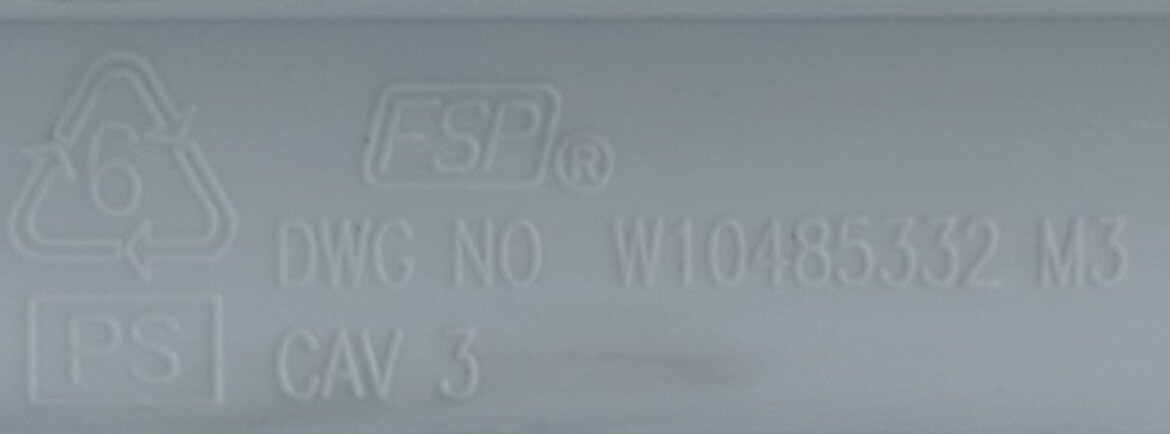 6
FSP®
DWG NO W10485332 M3
PS
CAV 3